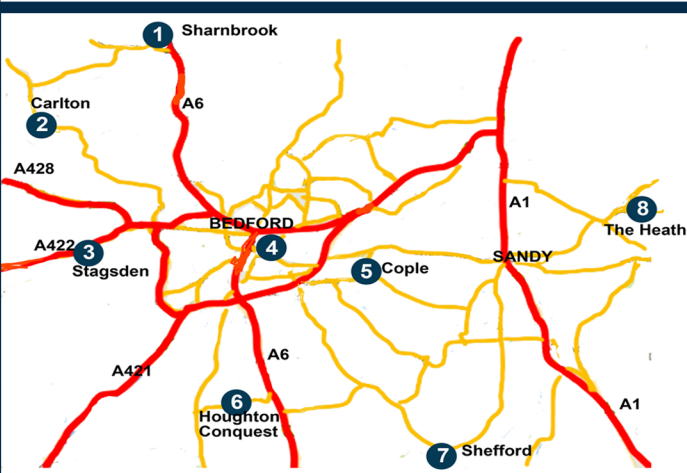 1 Sharnbrook
Carlton
A6
2
A428
A1
8
BEDFORD
The Heath
A422 3
4
SANDY
Stagsden
5 Cople
A6
A421
6
A1
Houghton
Conquest
7 Shefford